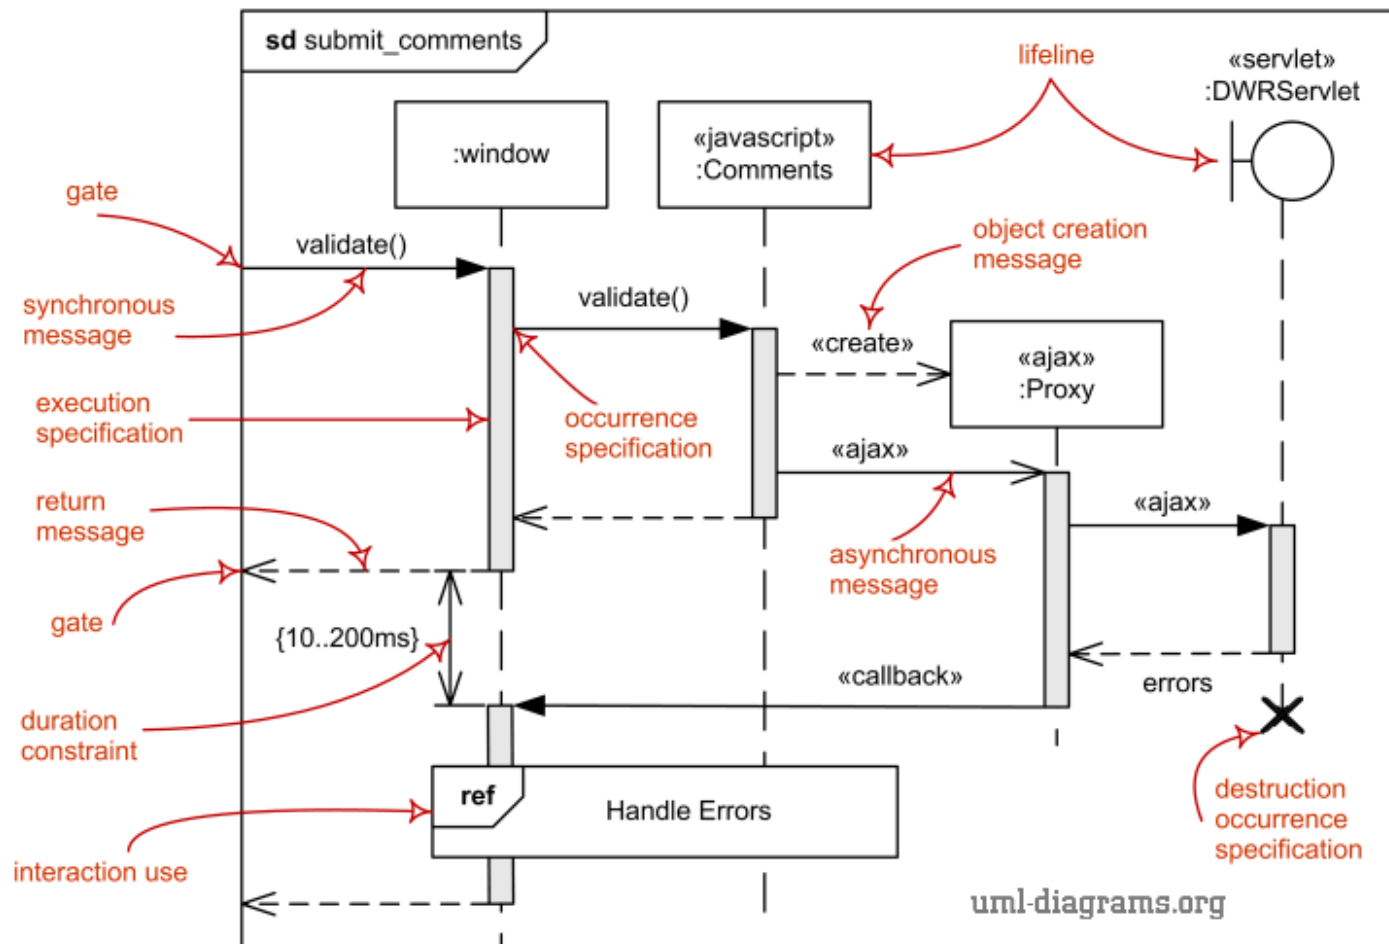 sd submit_comments
lifeline
«servlet»
:DWRServlet
:window
«javascript»
:Comments
gate
validate()
object creation
message
synchronous
message
validate()
«create»
«ajax»
:Proxy
execution
specification
occurrence
specification
«ajax»
return
message
«ajax»
asynchronous
message
gate
{10..200ms}
«callback»
errors
duration
constraint
ref
Handle Errors
destruction
occurrence
specification
interaction use
uml-diagrams.org